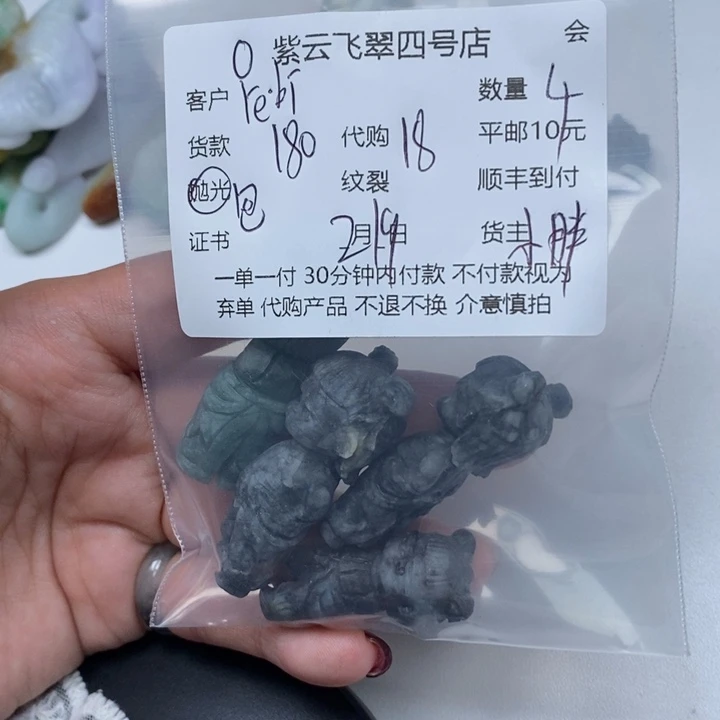 紫云飞翠四号店 会
客户 数量 4
货款 180 代购 18 平邮10元
抛光 包 纹裂 顺丰到付
证书 2月19日 货主 小胖
一单一付 30分钟内付款 不付款视为
弃单 代购产品 不退不换 介意慎拍